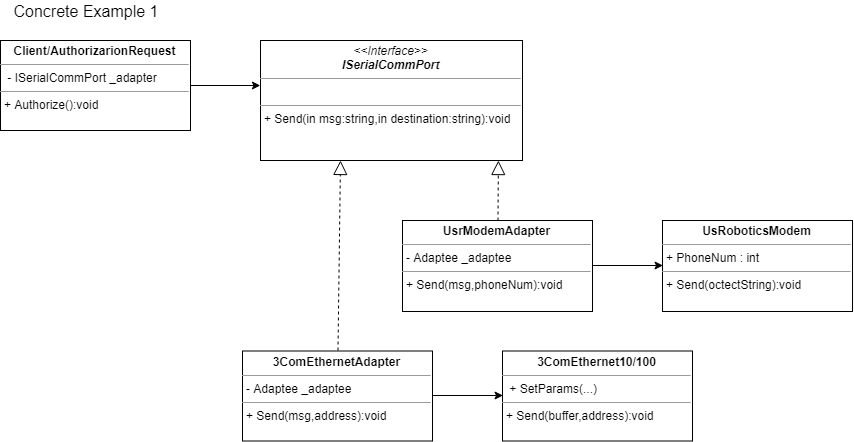 Concrete Example 1
Client/AuthorizarionRequest
- ISerialCommPort _adapter
+ Authorize():void
<<Interface>>
ISerialCommPort
+ Send(in msg:string,in destination:string):void
UsrModemAdapter
- Adaptee _adaptee
+ Send(msg,phoneNum):void
UsRoboticsModem
+ PhoneNum : int
+ Send(octectString):void
3ComEthernetAdapter
- Adaptee _adaptee
+ Send(msg,address):void
3ComEthernet10/100
+ SetParams(...)
+ Send(buffer,address):void